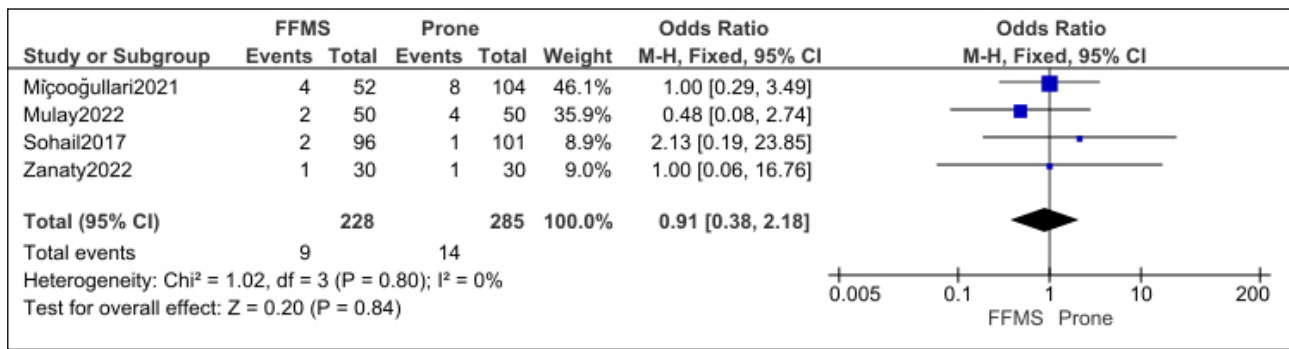 FFMS Prone Odds Ratio Odds Ratio
Study or Subgroup Events Total Events Total Weight M-H, Fixed, 95% CI M-H, Fixed, 95% CI
Mïçooğullari2021 4 52 8 104 46.1% 1.00 [0.29, 3.49]
Mulay2022 2 50 4 50 35.9% 0.48 [0.08, 2.74]
Sohail2017 2 96 1 101 8.9% 2.13 [0.19, 23.85]
Zanaty2022 1 30 1 30 9.0% 1.00 [0.06, 16.76]
Total (95% CI) 228 285 100.0% 0.91 [0.38, 2.18]
Total events 9 14
Heterogeneity: Chi² = 1.02, df = 3 (P = 0.80); I² = 0%
Test for overall effect: Z = 0.20 (P = 0.84)
0.005 0.1 1 10 200
FFMS Prone